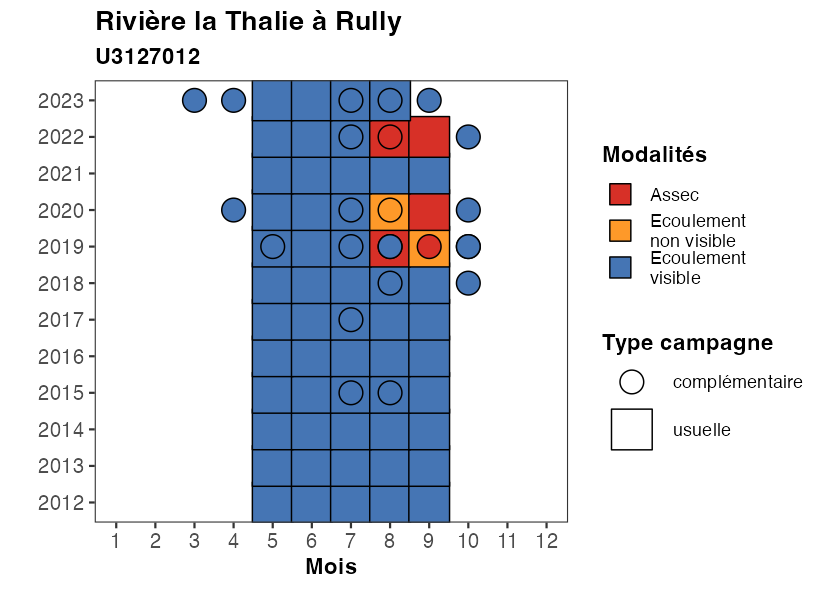 Rivière la Thalie à Rully
U3127012
2023
2022
2021
2020
2019
2018
2017
2016
2015
2014
2013
2012
1 2 3 4 5 6 7 8 9 10 11 12
Mois
Modalités
Assec
Ecoulement
non visible
Ecoulement
visible
Type campagne
complémentaire
usuelle